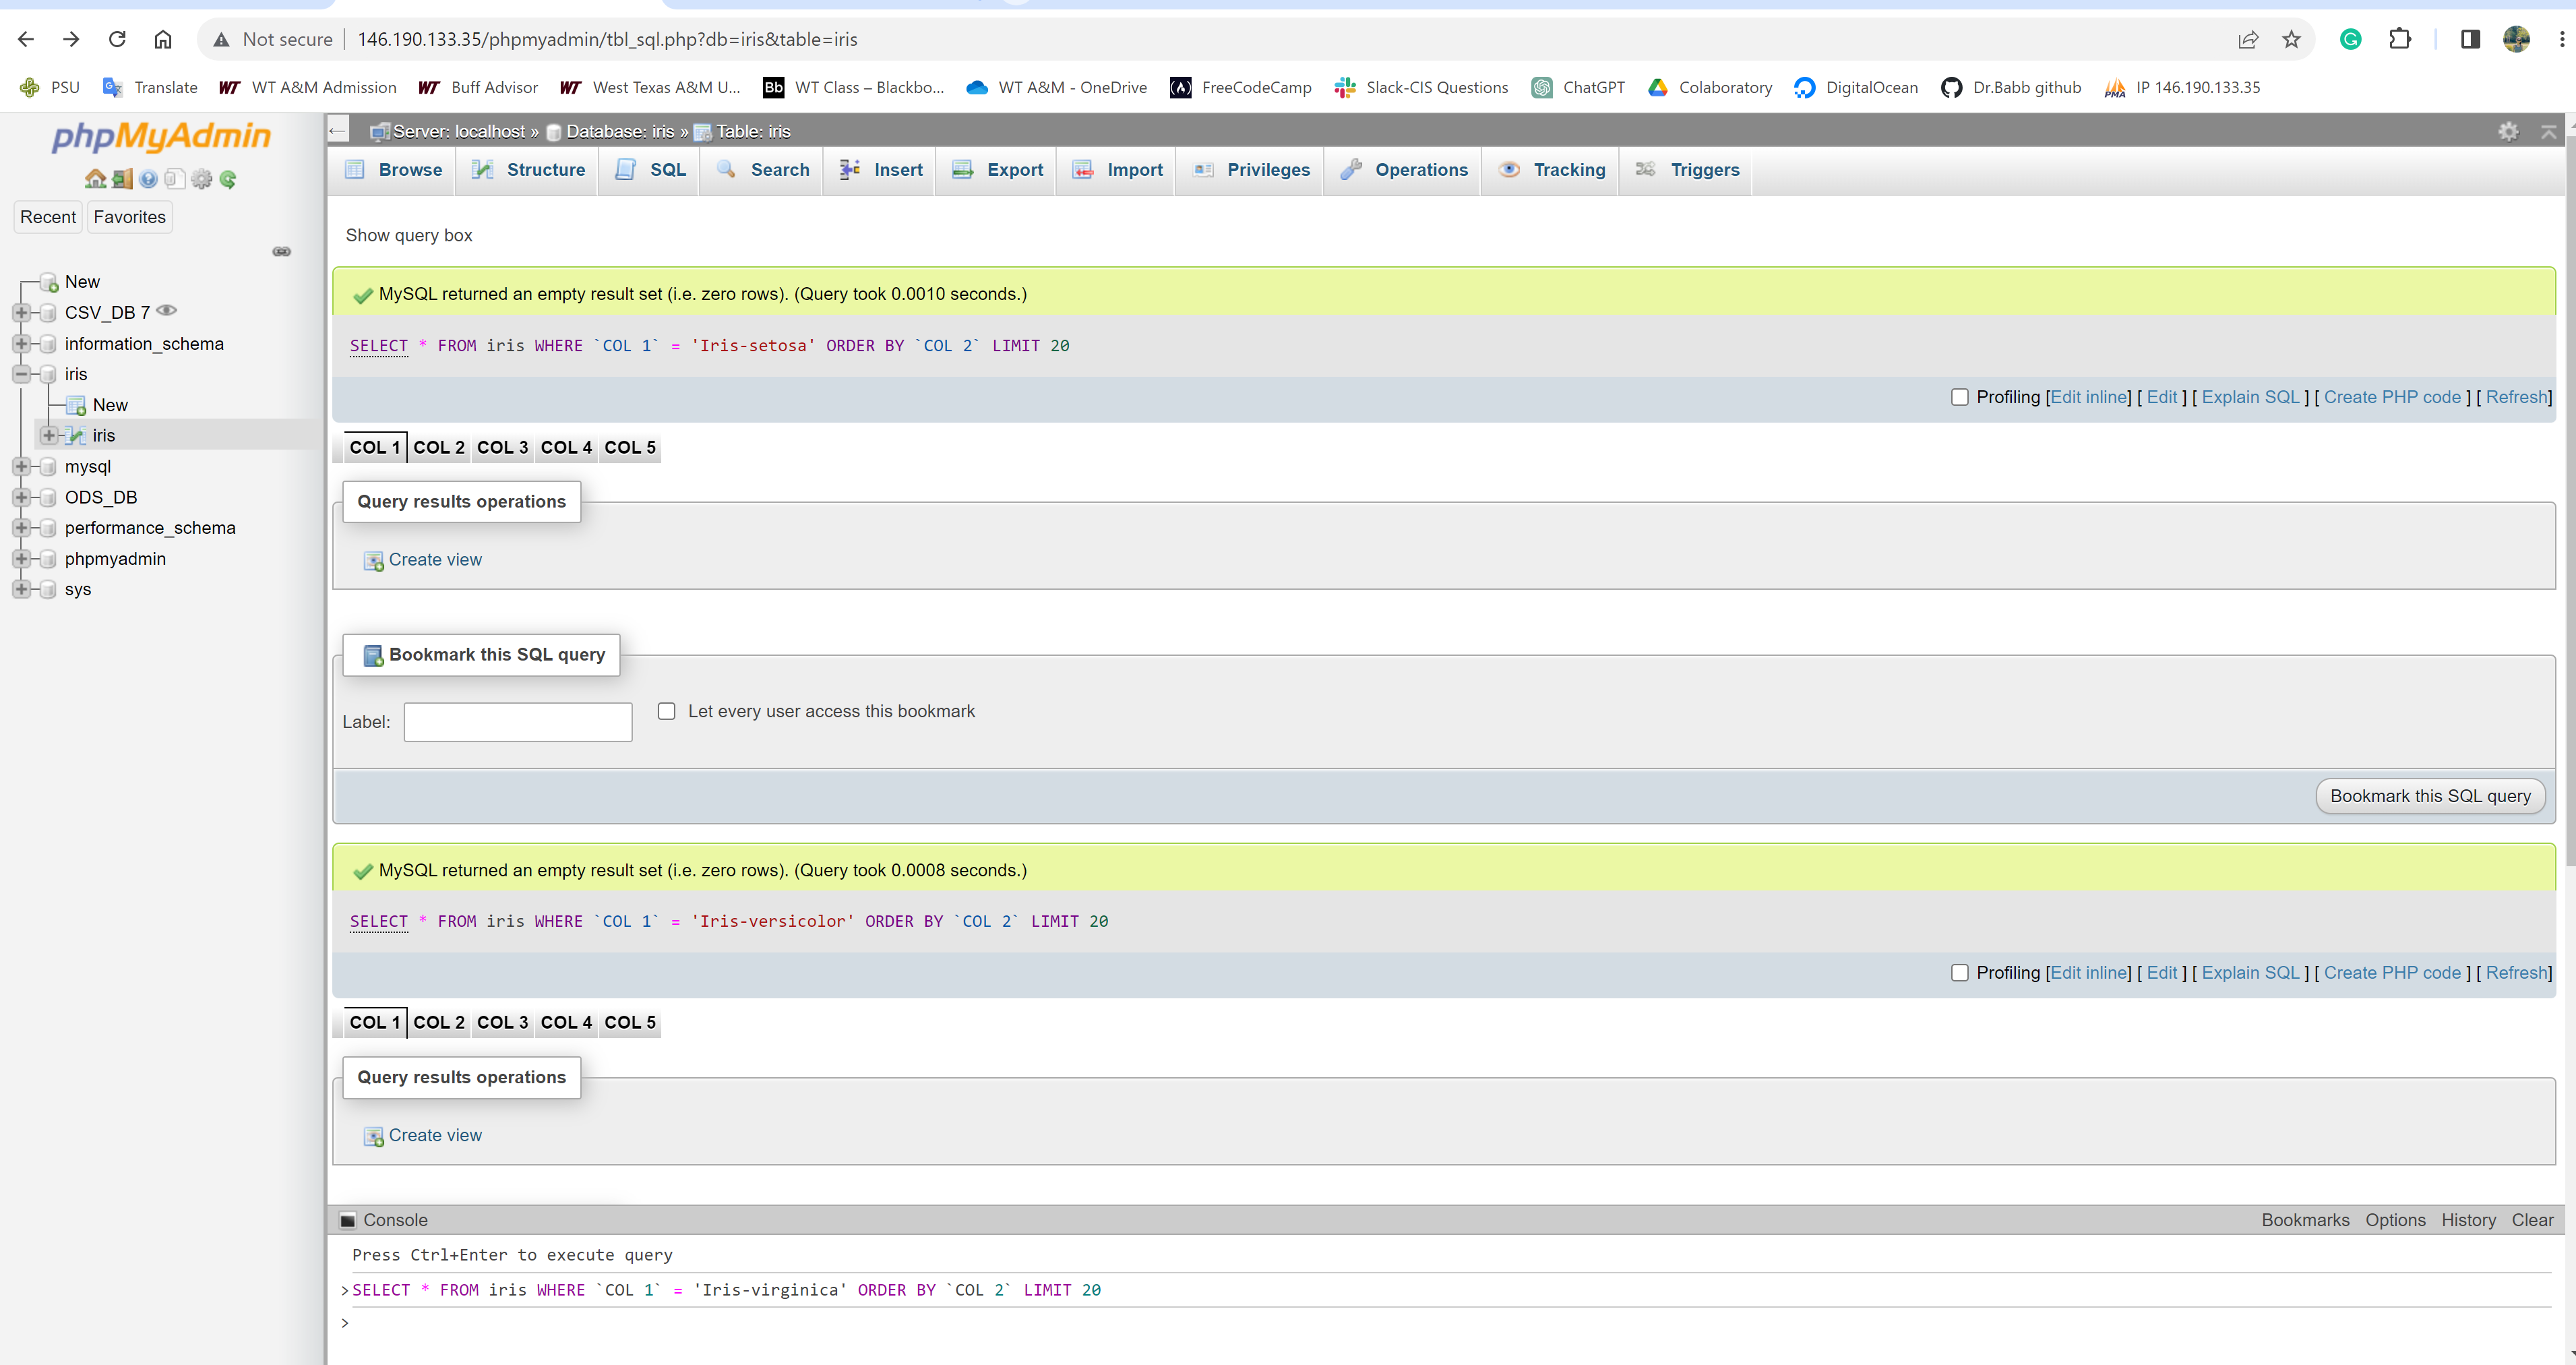 Not secure 146.190.133.35/phpmyadmin/tbl_sql.php?db=iris&table=iris
PSU Translate WT WT A&M Admission WT Buff Advisor WT West Texas A&M U... Bb WT Class – Blackbo... WT A&M - OneDrive FreeCodeCamp Slack-CIS Questions ChatGPT Colaboratory DigitalOcean Dr.Babb github PMA IP 146.190.133.35
phpMyAdmin
Recent Favorites
New
CSV_DB 7
information_schema
iris
New
iris
mysql
ODS_DB
performance_schema
phpmyadmin
sys
Server: localhost » Database: iris » Table: iris
Browse Structure SQL Search Insert Export Import Privileges Operations Tracking Triggers
Show query box
MySQL returned an empty result set (i.e. zero rows). (Query took 0.0010 seconds.)
SELECT * FROM iris WHERE `COL 1` = 'Iris-setosa' ORDER BY `COL 2` LIMIT 20
Profiling [Edit inline] [ Edit ] [ Explain SQL ] [ Create PHP code ] [ Refresh]
COL 1 COL 2 COL 3 COL 4 COL 5
Query results operations
Create view
Bookmark this SQL query
Label: Let every user access this bookmark
Bookmark this SQL query
MySQL returned an empty result set (i.e. zero rows). (Query took 0.0008 seconds.)
SELECT * FROM iris WHERE `COL 1` = 'Iris-versicolor' ORDER BY `COL 2` LIMIT 20
Profiling [Edit inline] [ Edit ] [ Explain SQL ] [ Create PHP code ] [ Refresh]
COL 1 COL 2 COL 3 COL 4 COL 5
Query results operations
Create view
Console Bookmarks Options History Clear
Press Ctrl+Enter to execute query
>SELECT * FROM iris WHERE `COL 1` = 'Iris-virginica' ORDER BY `COL 2` LIMIT 20
>